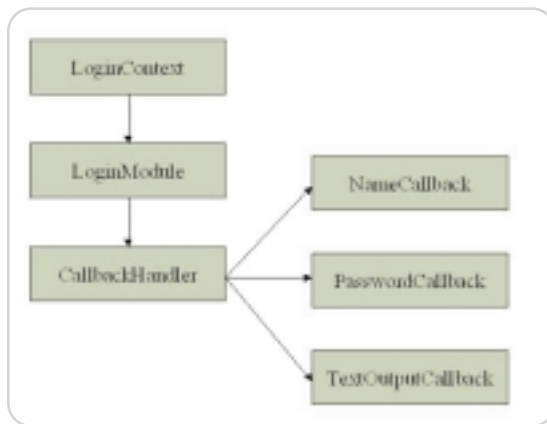 LoginContext
LoginModule
NameCallback
CallbackHandler
PasswordCallback
TextOutputCallback